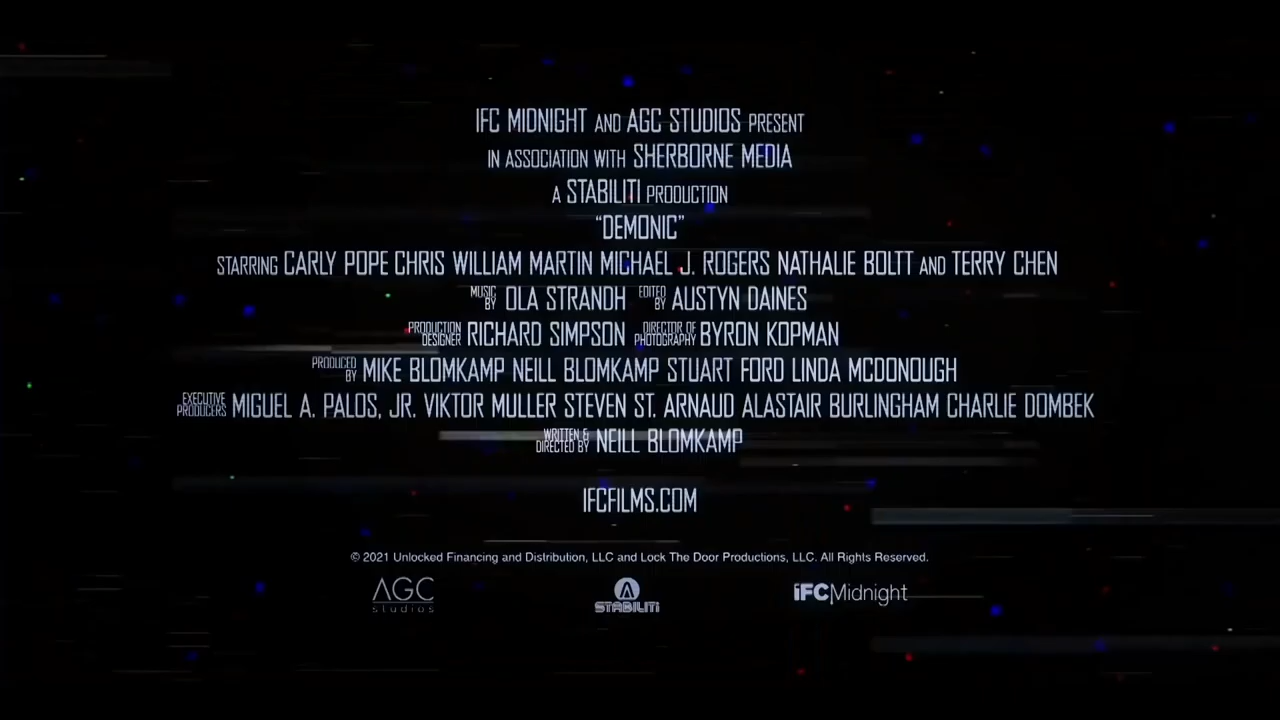 IFC MIDNIGHT AND AGC STUDIOS PRESENT
IN ASSOCIATION WITH SHERBORNE MEDIA
A STABILITI PRODUCTION
“DEMONIC”
STARRING CARLY POPE CHRIS WILLIAM MARTIN MICHAEL J. ROGERS NATHALIE BOLTT AND TERRY CHEN
MUSIC BY OLA STRANDH EDITED BY AUSTYN DAINES
PRODUCTION DESIGNER RICHARD SIMPSON DIRECTOR OF PHOTOGRAPHY BYRON KOPMAN
PRODUCED BY MIKE BLOMKAMP NEILL BLOMKAMP STUART FORD LINDA MCDONOUGH
EXECUTIVE PRODUCERS MIGUEL A. PALOS, JR. VIKTOR MULLER STEVEN ST. ARNAUD ALASTAIR BURLINGHAM CHARLIE DOMBEK
WRITTEN & DIRECTED BY NEILL BLOMKAMP
IFCFILMS.COM
© 2021 Unlocked Financing and Distribution, LLC and Lock The Door Productions, LLC. All Rights Reserved.
AGC studios STABILITI IFC Midnight